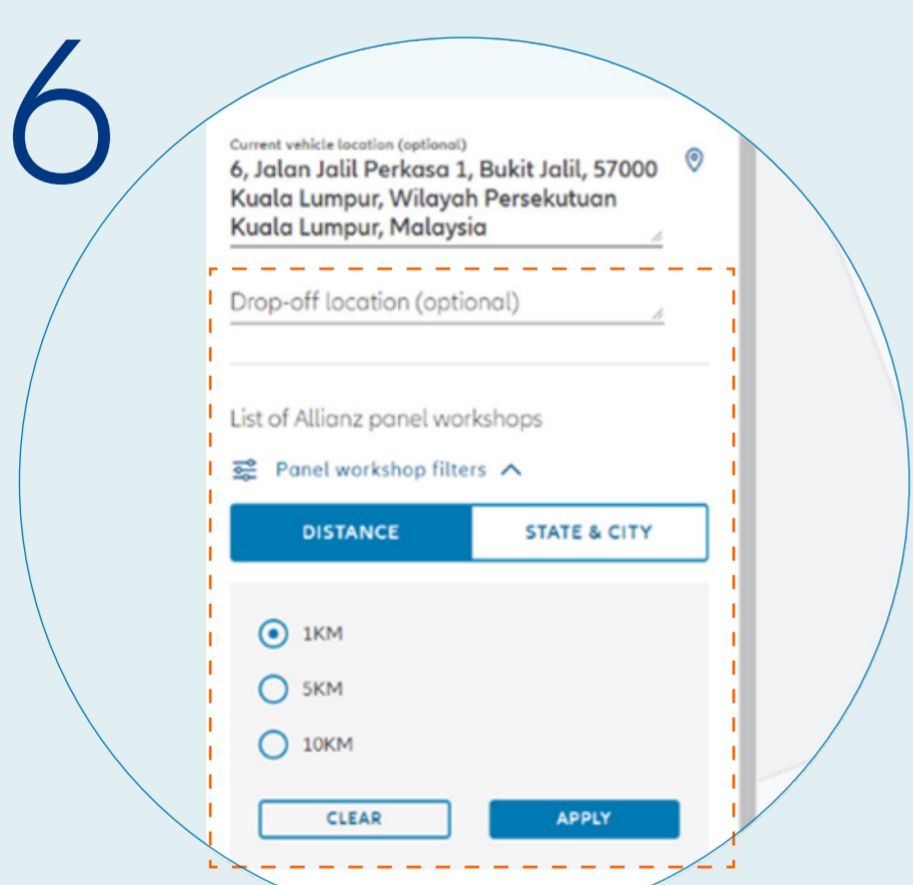 6
Current vehicle location (optional)
6, Jalan Jalil Perkasa 1, Bukit Jalil, 57000
Kuala Lumpur, Wilayah Persekutuan
Kuala Lumpur, Malaysia
Drop-off location (optional)
List of Allianz panel workshops
Panel workshop filters
DISTANCE STATE & CITY
1KM
5KM
10KM
CLEAR APPLY